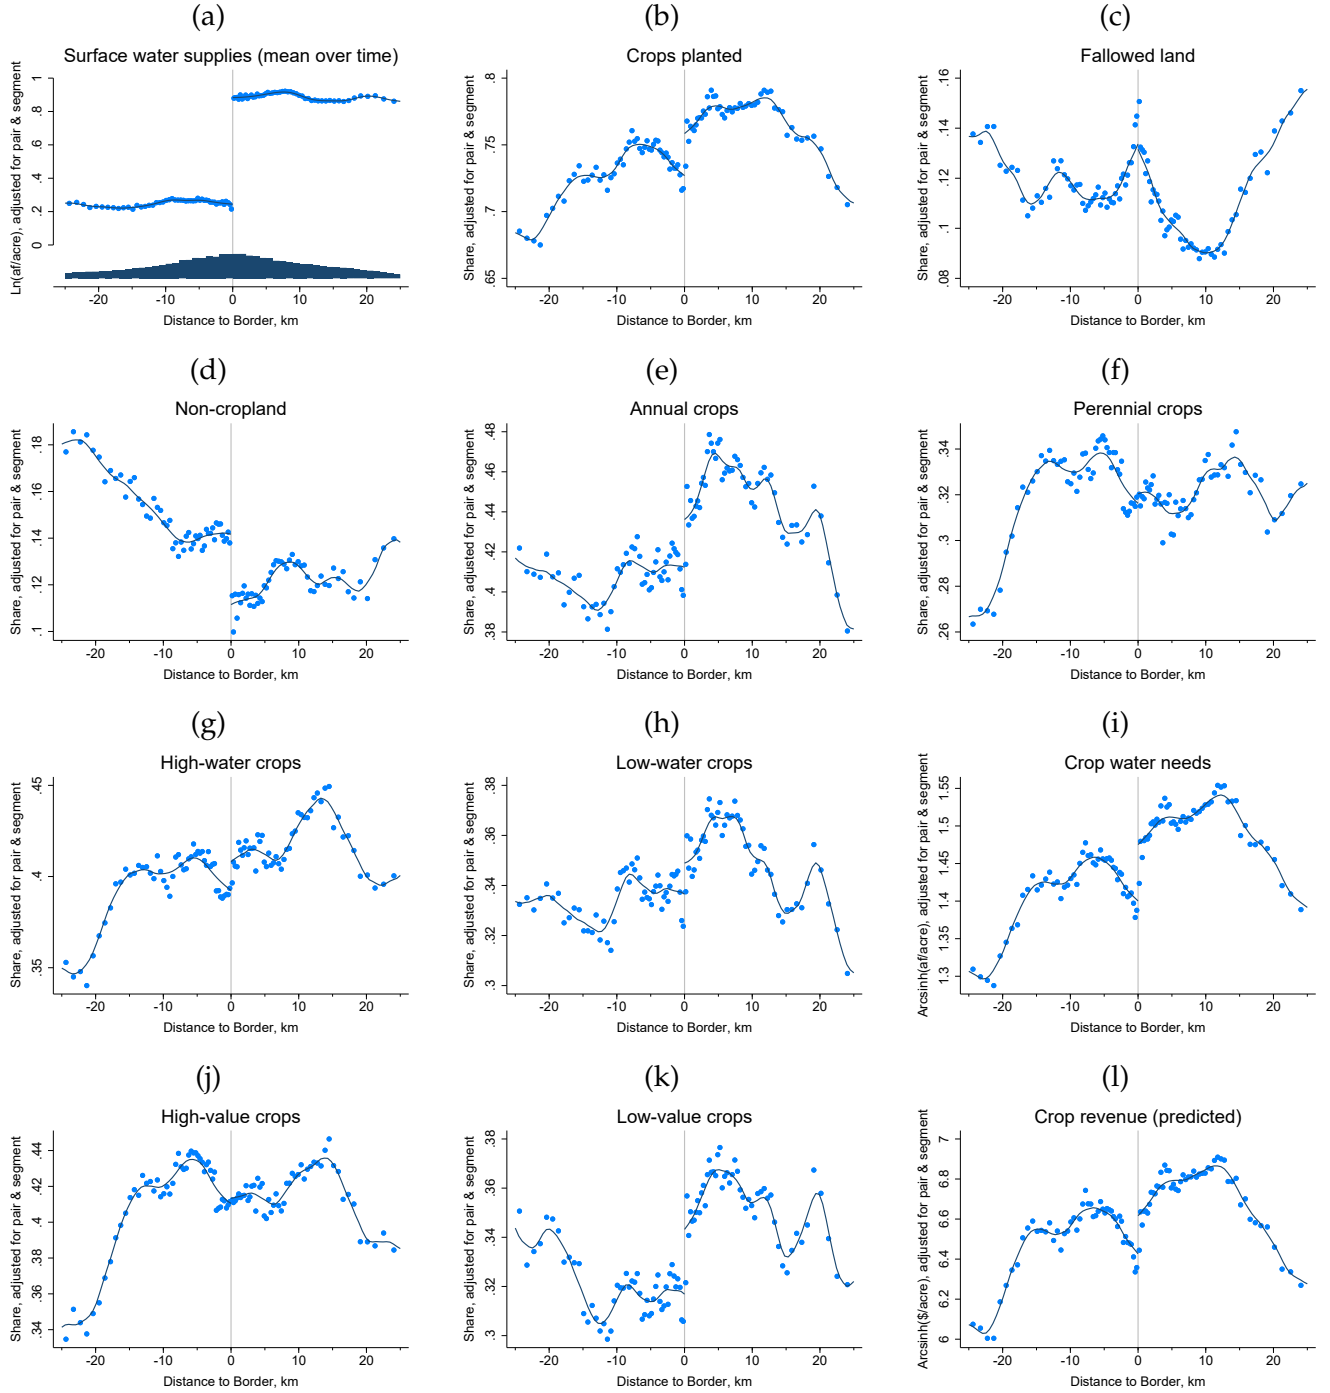 (a)
Surface water supplies (mean over time)
Ln(af/acre), adjusted for pair & segment
1
.8
.6
.4
.2
0
-20 -10 0 10 20
Distance to Border, km
(b)
Crops planted
Share, adjusted for pair & segment
.8
.75
.7
.65
-20 -10 0 10 20
Distance to Border, km
(c)
Fallowed land
Share, adjusted for pair & segment
.16
.14
.12
.1
.08
-20 -10 0 10 20
Distance to Border, km
(d)
Non-cropland
Share, adjusted for pair & segment
.18
.16
.14
.12
.1
-20 -10 0 10 20
Distance to Border, km
(e)
Annual crops
Share, adjusted for pair & segment
.48
.46
.44
.42
.4
.38
-20 -10 0 10 20
Distance to Border, km
(f)
Perennial crops
Share, adjusted for pair & segment
.34
.32
.3
.28
.26
-20 -10 0 10 20
Distance to Border, km
(g)
High-water crops
Share, adjusted for pair & segment
.45
.4
.35
-20 -10 0 10 20
Distance to Border, km
(h)
Low-water crops
Share, adjusted for pair & segment
.38
.36
.34
.32
.3
-20 -10 0 10 20
Distance to Border, km
(i)
Crop water needs
Arcsinh(af/acre), adjusted for pair & segment
1.55
1.5
1.45
1.4
1.35
1.3
-20 -10 0 10 20
Distance to Border, km
(j)
High-value crops
Share, adjusted for pair & segment
.44
.42
.4
.38
.36
.34
-20 -10 0 10 20
Distance to Border, km
(k)
Low-value crops
Share, adjusted for pair & segment
.38
.36
.34
.32
.3
-20 -10 0 10 20
Distance to Border, km
(l)
Crop revenue (predicted)
Arcsinh($/acre), adjusted for pair & segment
7
6.8
6.6
6.4
6.2
6
-20 -10 0 10 20
Distance to Border, km